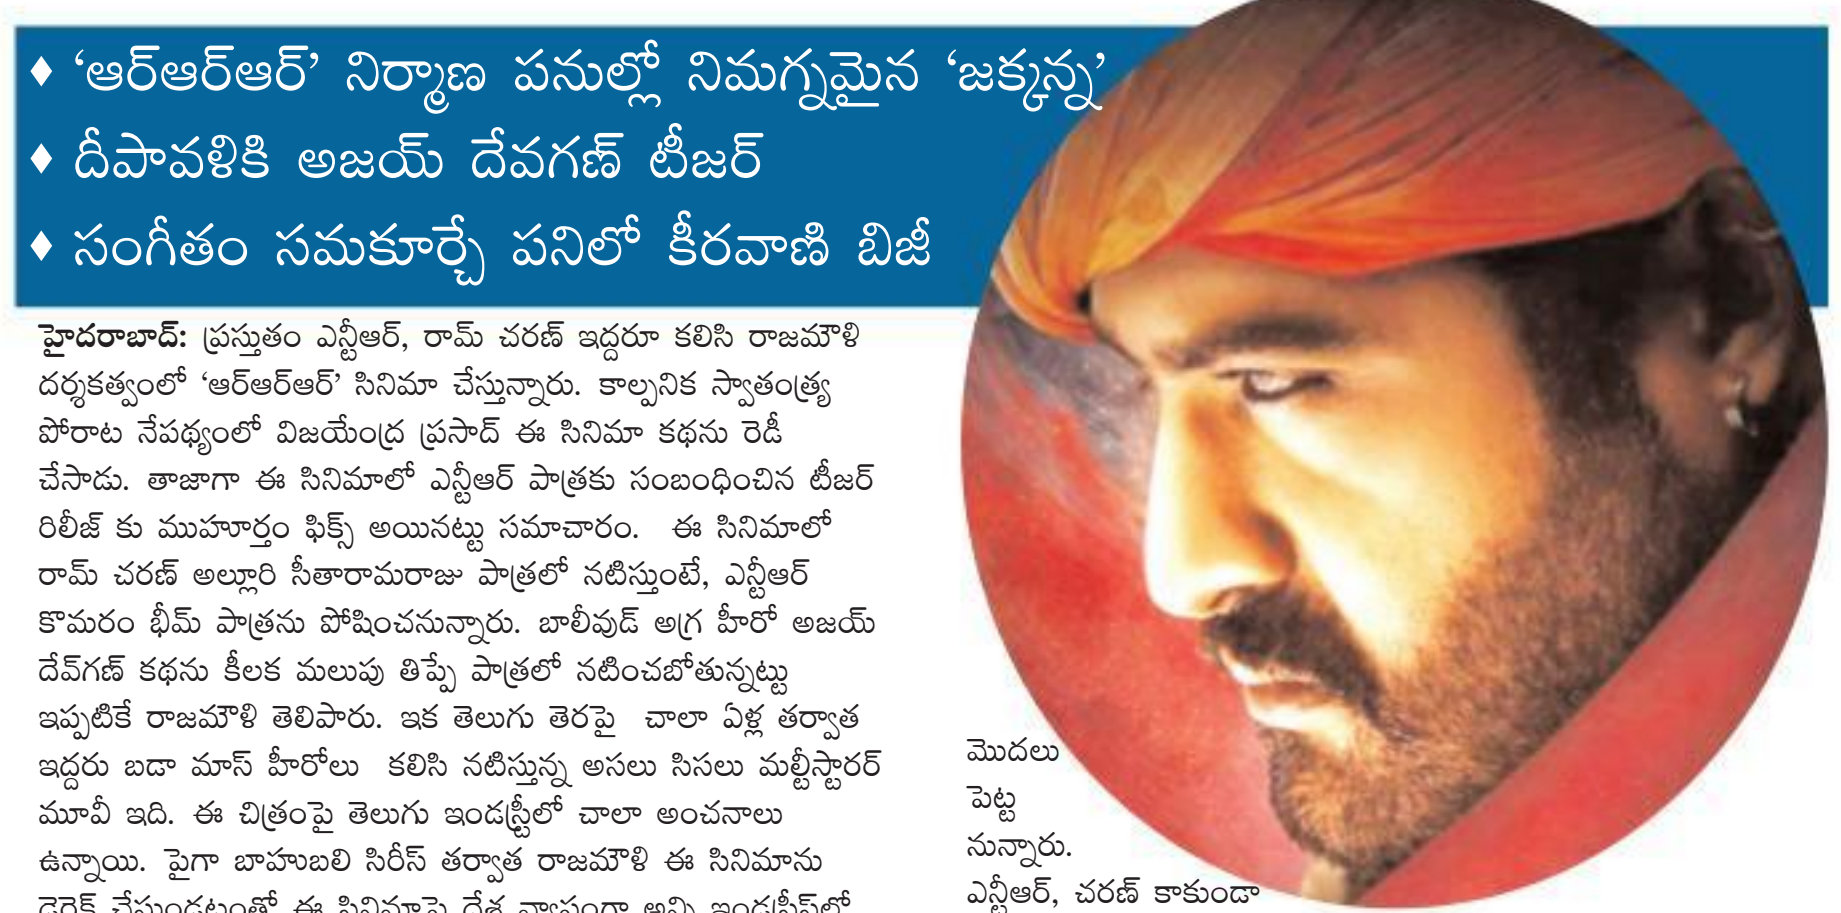 ♦ ‘ఆర్ఆర్ఆర్’ నిర్మాణ పనుల్లో నిమగ్నమైన ‘జక్కన్న’
♦ దీపావళికి అజయ్ దేవగణ్ టీజర్
♦ సంగీతం సమకూర్చే పనిలో కీరవాణి బిజీ
హైదరాబాద్: ప్రస్తుతం ఎన్టీఆర్, రామ్ చరణ్ ఇద్దరూ కలిసి రాజమౌళి
దర్శకత్వంలో ‘ఆర్ఆర్ఆర్’ సినిమా చేస్తున్నారు. కాల్పనిక స్వాతంత్ర్య
పోరాట నేపథ్యంలో విజయేంద్ర ప్రసాద్ ఈ సినిమా కథను రెడీ
చేసాడు. తాజాగా ఈ సినిమాలో ఎన్టీఆర్ పాత్రకు సంబంధించిన టీజర్
రిలీజ్ కు ముహూర్తం ఫిక్స్ అయినట్టు సమాచారం. ఈ సినిమాలో
రామ్ చరణ్ అల్లూరి సీతారామరాజు పాత్రలో నటిస్తుంటే, ఎన్టీఆర్
కొమరం భీమ్ పాత్రను పోషించనున్నారు. బాలీవుడ్ అగ్ర హీరో అజయ్
దేవ్‌గణ్ కథను కీలక మలుపు తిప్పే పాత్రలో నటించబోతున్నట్టు
ఇప్పటికే రాజమౌళి తెలిపారు. ఇక తెలుగు తెరపై చాలా ఏళ్ల తర్వాత
ఇద్దరు బడా మాస్ హీరోలు కలిసి నటిస్తున్న అసలు సిసలు మల్టీస్టారర్
మూవీ ఇది. ఈ చిత్రంపై తెలుగు ఇండస్ట్రీలో చాలా అంచనాలు
ఉన్నాయి. పైగా బాహుబలి సిరీస్ తర్వాత రాజమౌళి ఈ సినిమాను
డైరెక్ట్ చేస్తుండటంతో ఈ సినిమాపై దేశ వ్యాప్తంగా అన్ని ఇండస్ట్రీస్‌లో
మొదలు
పెట్ట
నున్నారు.
ఎన్టీఆర్, చరణ్ కాకుండా